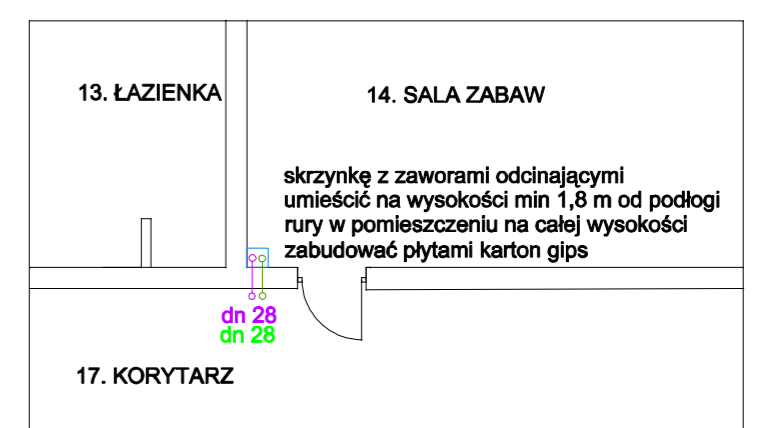 13. ŁAZIENKA
14. SALA ZABAW
skrzynkę z zaworami odcinającymi
umieścić na wysokości min 1,8 m od podłogi
rury w pomieszczeniu na całej wysokości
zabudować płytami karton gips
dn 28
dn 28
17. KORYTARZ